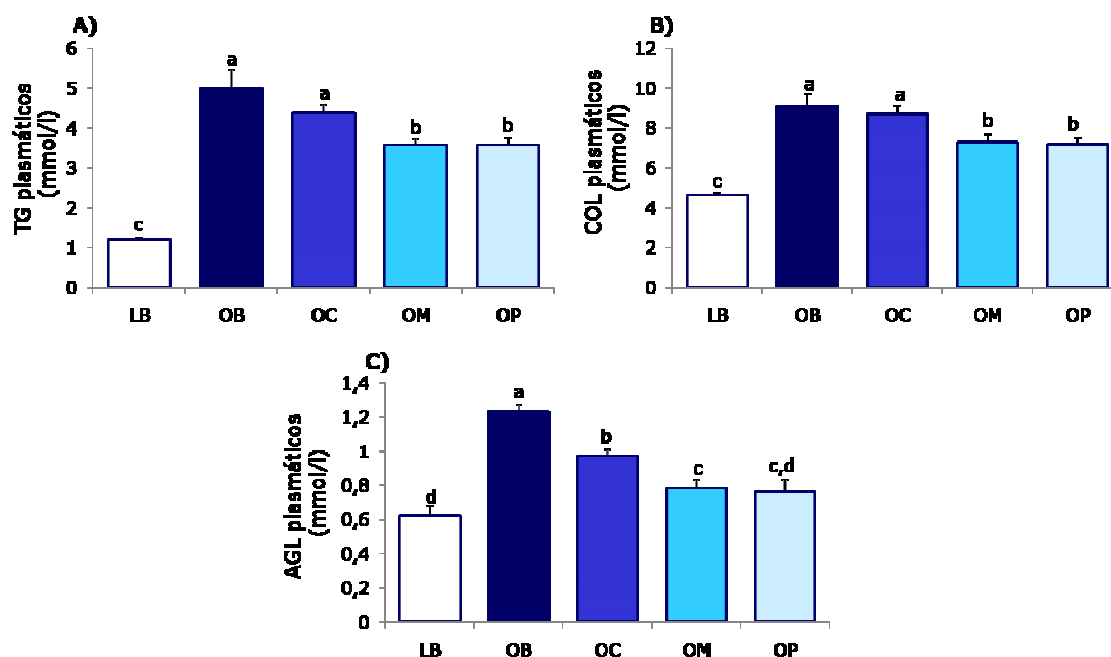 A)
TG plasmáticos
(mmol/l)
6
5
4
3
2
1
0
c
a
a
b
b
LB OB OC OM OP
B)
COL plasmáticos
(mmol/l)
12
10
8
6
4
2
0
c
a
a
b
b
LB OB OC OM OP
C)
AGL plasmáticos
(mmol/l)
1,4
1,2
1
0,8
0,6
0,4
0,2
0
d
a
b
c
c,d
LB OB OC OM OP